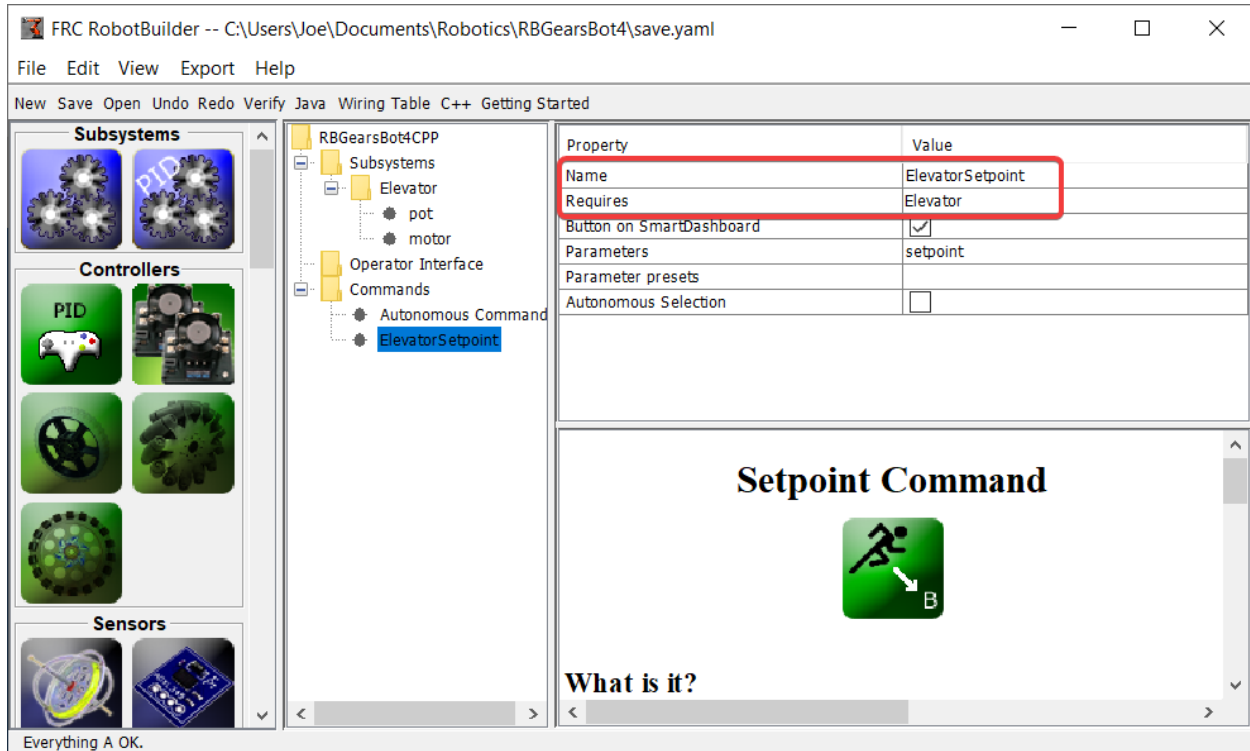 FRC RobotBuilder -- C:\Users\Joe\Documents\Robotics\RBGearsBot4\save.yaml
File Edit View Export Help
New Save Open Undo Redo Verify Java Wiring Table C++ Getting Started
Subsystems
PID
Controllers
PID
Sensors
RBGearsBot4CPP
Subsystems
Elevator
pot
motor
Operator Interface
Commands
Autonomous Command
ElevatorSetpoint
Property Value
Name ElevatorSetpoint
Requires Elevator
Button on SmartDashboard
Parameters setpoint
Parameter presets
Autonomous Selection
Setpoint Command
B
What is it?
Everything A OK.